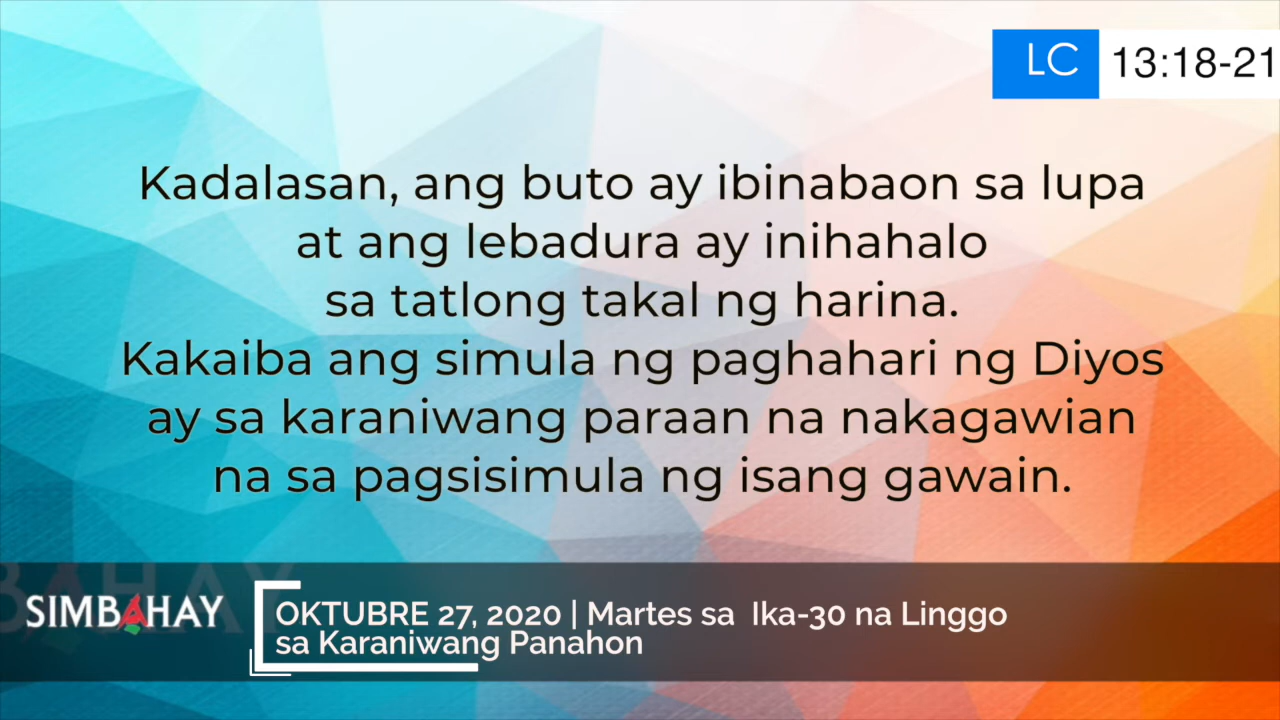 LC 13:18-21
Kadalasan, ang buto ay ibinabaon sa lupa
at ang lebadura ay inihahalo
sa tatlong takal ng harina.
Kakaiba ang simula ng paghahari ng Diyos
ay sa karaniwang paraan na nakagawian
na sa pagsisimula ng isang gawain.
SIMBAHAY
OKTUBRE 27, 2020 | Martes sa Ika-30 na Linggo
sa Karaniwang Panahon